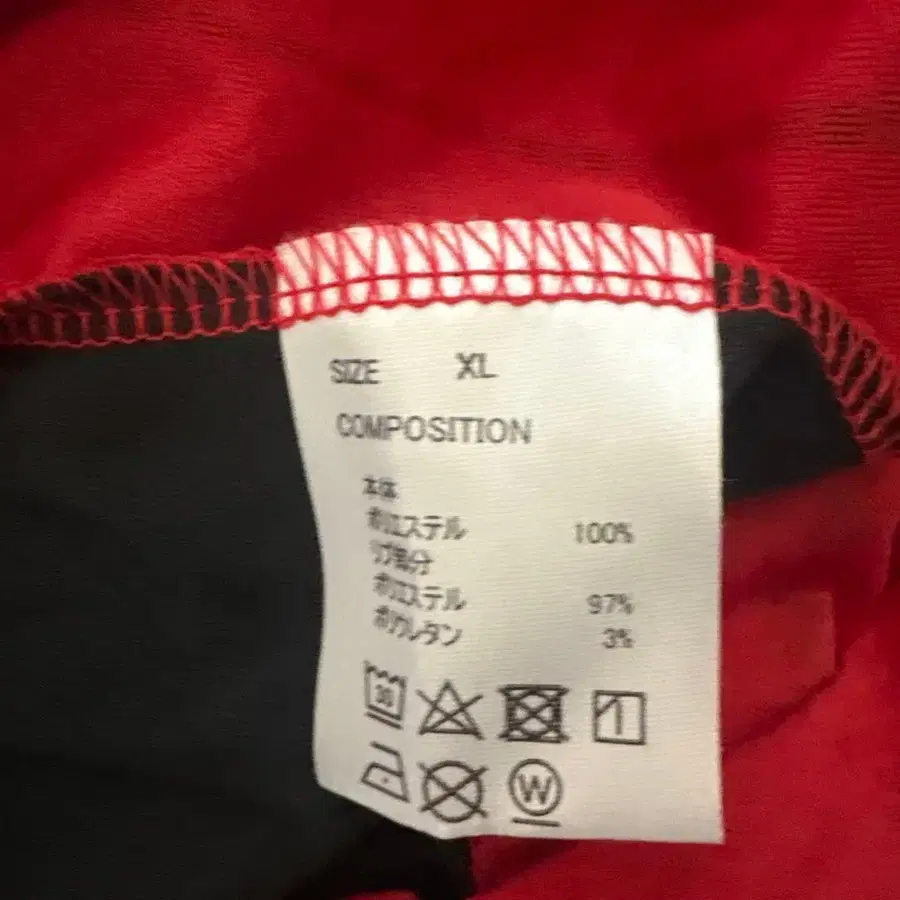 SIZE XL
COMPOSITION
本体
ポリエステル 100%
リブ部分
ポリエステル 97%
ポリウレタン 3%
30
W